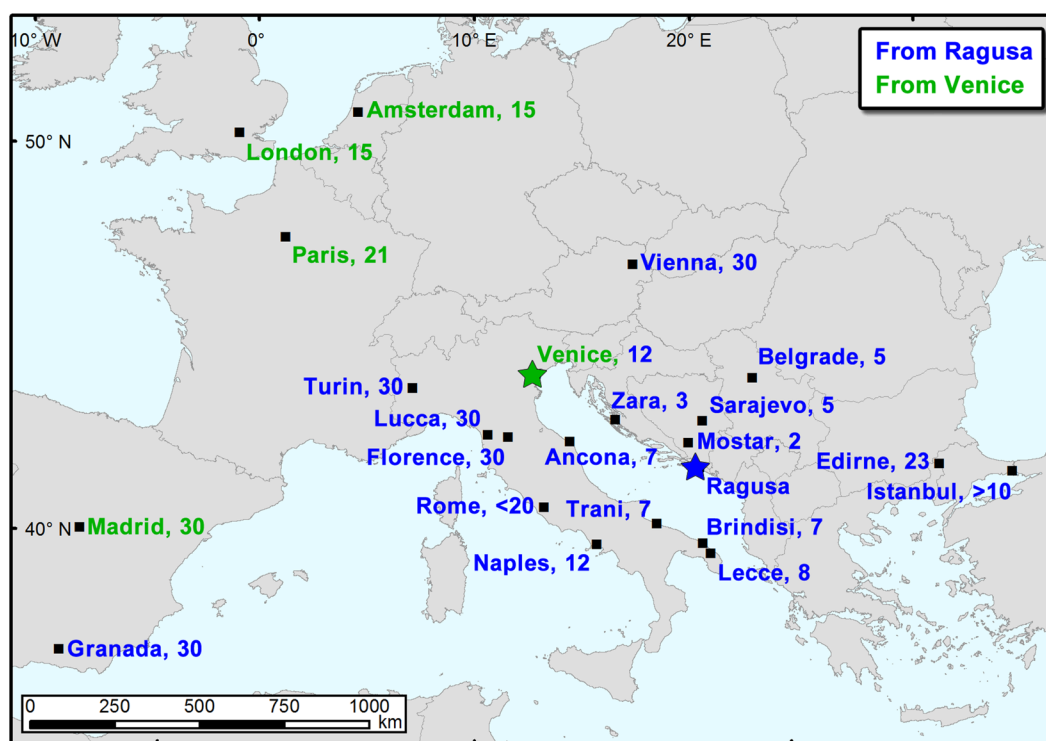 10° W 0° 10° E 20° E
From Ragusa
From Venice
Amsterdam, 15
50° N
London, 15
Paris, 21
Vienna, 30
Venice, 12
Belgrade, 5
Turin, 30
Zara, 3
Sarajevo, 5
Lucca, 30
Mostar, 2
Florence, 30
Ancona, 7
Edirne, 23
Ragusa
Istanbul, >10
Rome, <20
Trani, 7
40° N
Madrid, 30
Brindisi, 7
Naples, 12
Lecce, 8
Granada, 30
0 250 500 750 1000
km